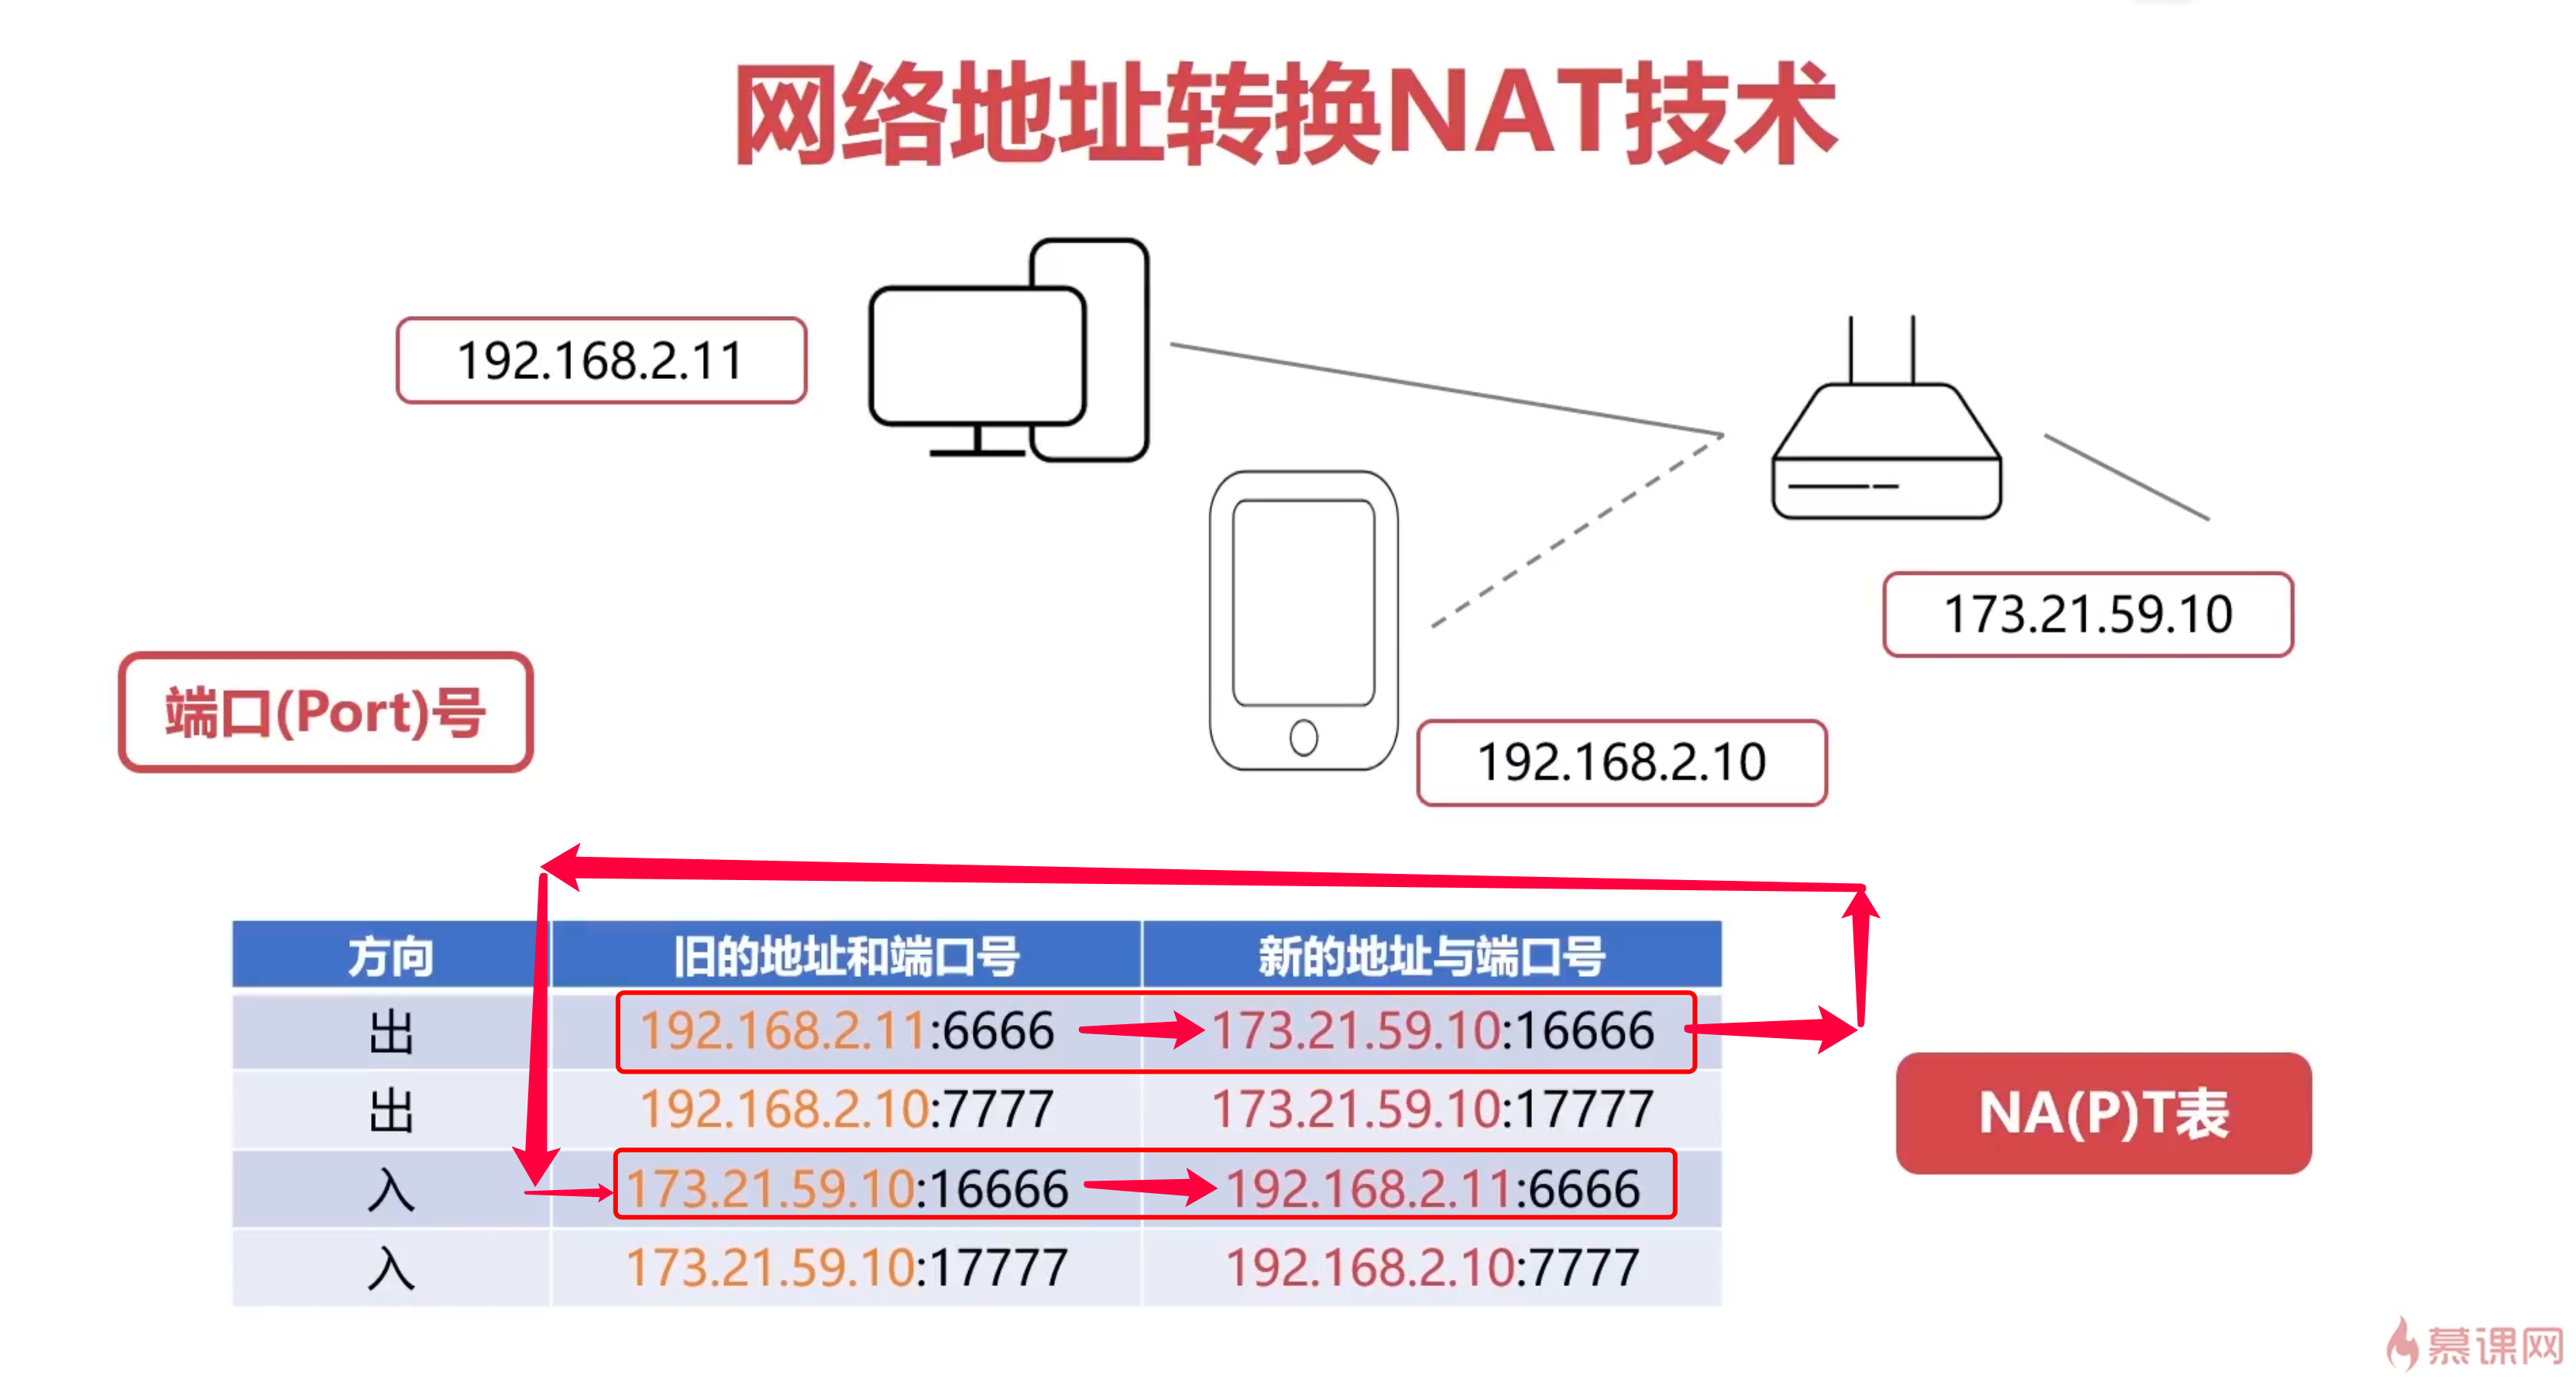 网络地址转换NAT技术
192.168.2.11
173.21.59.10
端口(Port)号
192.168.2.10
方向 旧的地址和端口号 新的地址与端口号
出 192.168.2.11:6666 173.21.59.10:16666
出 192.168.2.10:7777 173.21.59.10:17777
入 173.21.59.10:16666 192.168.2.11:6666
入 173.21.59.10:17777 192.168.2.10:7777
NA(P)T表
慕课网